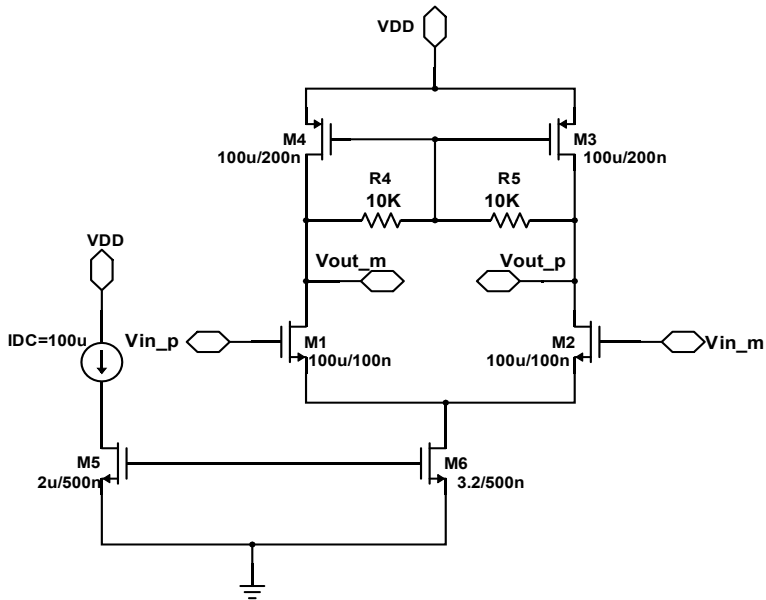 VDD
M4
100u/200n
M3
100u/200n
R4
10K
R5
10K
VDD
Vout_m
Vout_p
IDC=100u
Vin_p
M1
100u/100n
M2
100u/100n
Vin_m
M5
2u/500n
M6
3.2/500n